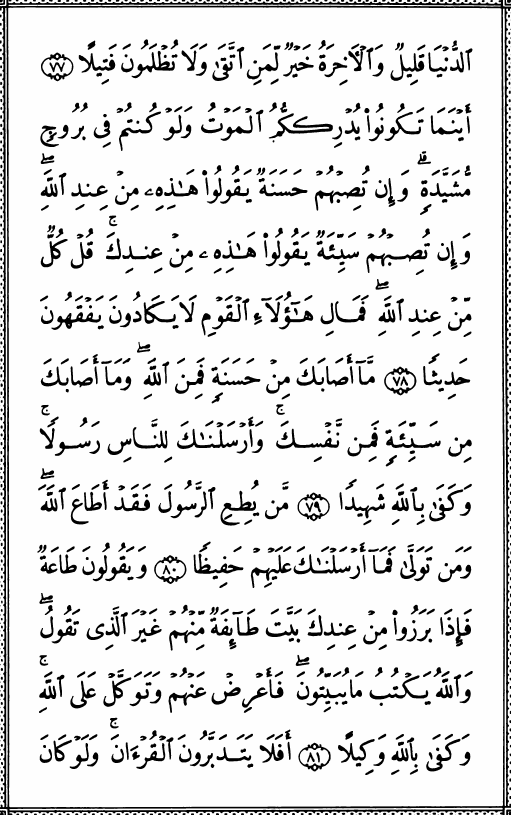 ٱلدُّنْيَا قَلِيلٌ وَٱلْأَخِرَةُ خَيْرٌ لِّمَنِ ٱتَّقَىٰ وَلَا تُظْلَمُونَ فَتِيلًا ٧٧
أَيْنَمَا تَكُونُوا۟ يُدْرِككُّمُ ٱلْمَوْتُ وَلَوْ كُنتُمْ فِى بُرُوجٍ
مُّشَيَّدَةٍ ۗ وَإِن تُصِبْهُمْ حَسَنَةٌ يَقُولُوا۟ هَٰذِهِۦ مِنْ عِندِ ٱللَّهِ ۖ
وَإِن تُصِبْهُمْ سَيِّئَةٌ يَقُولُوا۟ هَٰذِهِۦ مِنْ عِندِكَ ۚ قُلْ كُلٌّ
مِّنْ عِندِ ٱللَّهِ ۖ فَمَالِ هَٰٓؤُلَآءِ ٱلْقَوْمِ لَا يَكَادُونَ يَفْقَهُونَ
حَدِيثًا ٧٨ مَّآ أَصَابَكَ مِنْ حَسَنَةٍ فَمِنَ ٱللَّهِ ۖ وَمَآ أَصَابَكَ
مِن سَيِّئَةٍ فَمِن نَّفْسِكَ ۚ وَأَرْسَلْنَٰكَ لِلنَّاسِ رَسُولًا ۚ
وَكَفَىٰ بِٱللَّهِ شَهِيدًا ٧٩ مَّن يُطِعِ ٱلرَّسُولَ فَقَدْ أَطَاعَ ٱللَّهَ ۖ
وَمَن تَوَلَّىٰ فَمَآ أَرْسَلْنَٰكَ عَلَيْهِمْ حَفِيظًا ٨٠ وَيَقُولُونَ طَاعَةٌ
فَإِذَا بَرَزُوا۟ مِنْ عِندِكَ بَيَّتَ طَآئِفَةٌ مِّنْهُمْ غَيْرَ ٱلَّذِى تَقُولُ ۖ
وَٱللَّهُ يَكْتُبُ مَا يُبَيِّتُونَ ۖ فَأَعْرِضْ عَنْهُمْ وَتَوَكَّلْ عَلَى ٱللَّهِ ۚ
وَكَفَىٰ بِٱللَّهِ وَكِيلًا ٨١ أَفَلَا يَتَدَبَّرُونَ ٱلْقُرْءَانَ ۚ وَلَوْ كَانَ